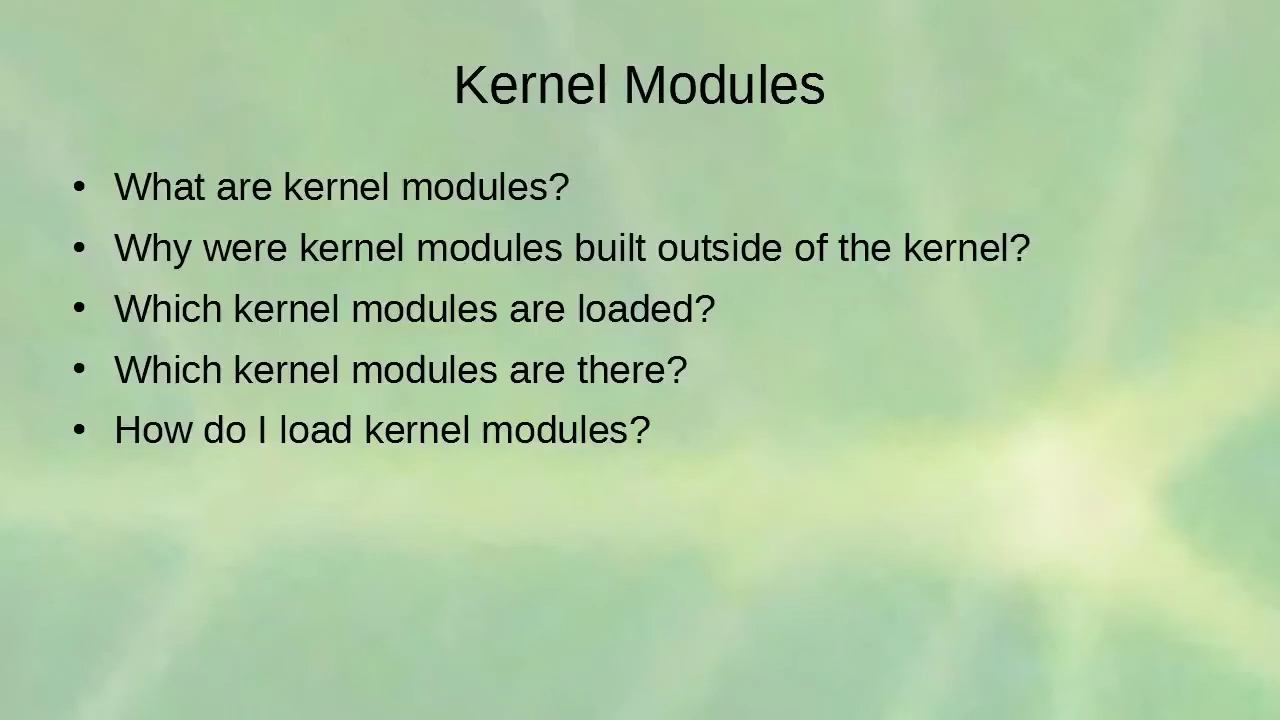 Kernel Modules
• What are kernel modules?
• Why were kernel modules built outside of the kernel?
• Which kernel modules are loaded?
• Which kernel modules are there?
• How do I load kernel modules?